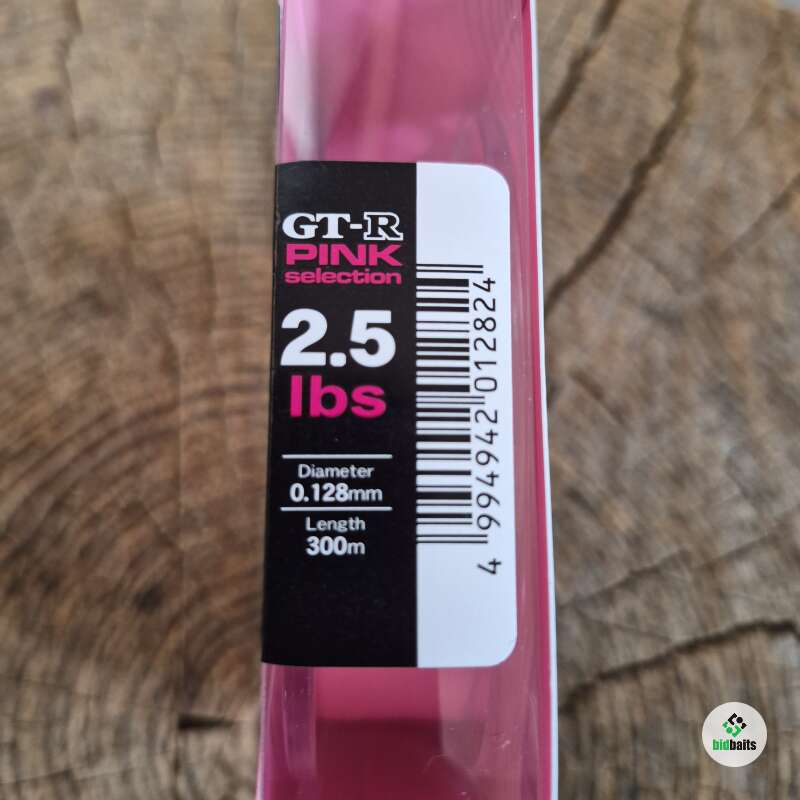 GT-R
PINK
selection
2.5
lbs
Diameter
0.128mm
Length
300m
4 994942 012824
bidbaits